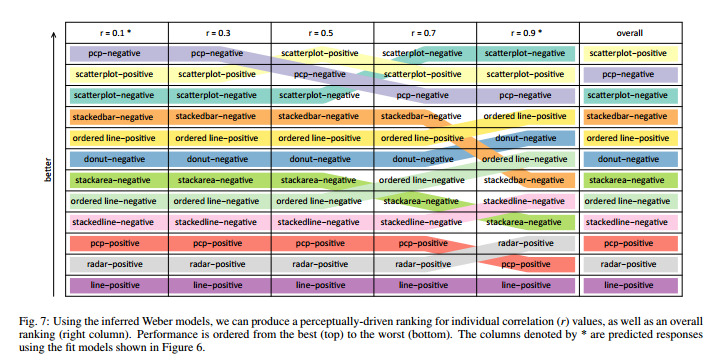 r = 0.1 * r = 0.3 r = 0.5 r = 0.7 r = 0.9 * overall
pcp–negative pcp–negative scatterplot–positive scatterplot–negative scatterplot–negative scatterplot–positive
scatterplot–positive scatterplot–positive pcp–negative scatterplot–positive scatterplot–positive pcp–negative
scatterplot–negative scatterplot–negative scatterplot–negative pcp–negative pcp–negative scatterplot–negative
stackedbar–negative stackedbar–negative stackedbar–negative stackedbar–negative ordered line–positive stackedbar–negative
ordered line–positive ordered line–positive ordered line–positive ordered line–positive donut–negative ordered line–positive
donut–negative donut–negative donut–negative donut–negative ordered line–negative donut–negative
stackarea–negative stackarea–negative stackarea–negative ordered line–negative stackedbar–negative stackarea–negative
ordered line–negative ordered line–negative ordered line–negative stackarea–negative stackedline–negative ordered line–negative
stackedline–negative stackedline–negative stackedline–negative stackedline–negative stackarea–negative stackedline–negative
pcp–positive pcp–positive pcp–positive pcp–positive radar–positive pcp–positive
radar–positive radar–positive radar–positive radar–positive pcp–positive radar–positive
line–positive line–positive line–positive line–positive line–positive line–positive
better
Fig. 7: Using the inferred Weber models, we can produce a perceptually-driven ranking for individual correlation (r) values, as well as an overall
ranking (right column). Performance is ordered from the best (top) to the worst (bottom). The columns denoted by * are predicted responses
using the fit models shown in Figure 6.